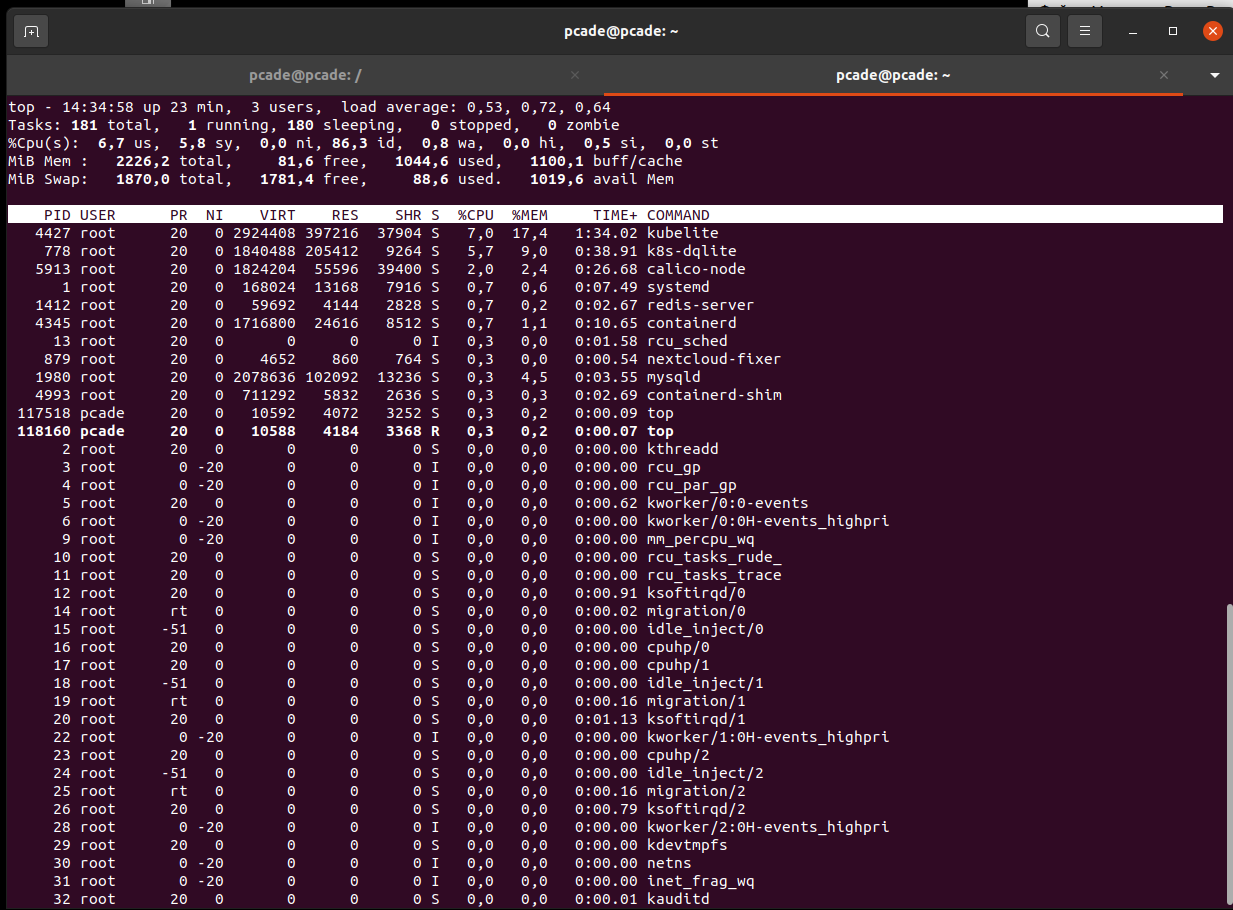 pcade@pcade: ~
pcade@pcade: /
pcade@pcade: ~
top - 14:34:58 up 23 min,  3 users,  load average: 0,53, 0,72, 0,64
Tasks: 181 total,   1 running, 180 sleeping,   0 stopped,   0 zombie
%Cpu(s):  6,7 us,  5,8 sy,  0,0 ni, 86,3 id,  0,8 wa,  0,0 hi,  0,5 si,  0,0 st
MiB Mem :   2226,2 total,     81,6 free,   1044,6 used,   1100,1 buff/cache
MiB Swap:   1870,0 total,   1781,4 free,     88,6 used.   1019,6 avail Mem
PID USER PR NI VIRT RES SHR S %CPU %MEM TIME+ COMMAND
4427 root 20 0 2924408 397216 37904 S 7,0 17,4 1:34.02 kubelite
778 root 20 0 1840488 205412 9264 S 5,7 9,0 0:38.91 k8s-dqlite
5913 root 20 0 1824204 55596 39400 S 2,0 2,4 0:26.68 calico-node
1 root 20 0 168024 13168 7916 S 0,7 0,6 0:07.49 systemd
1412 root 20 0 59692 4144 2828 S 0,7 0,2 0:02.67 redis-server
4345 root 20 0 1716800 24616 8512 S 0,7 1,1 0:10.65 containerd
13 root 20 0 0 0 0 I 0,3 0,0 0:01.58 rcu_sched
879 root 20 0 4652 860 764 S 0,3 0,0 0:00.54 nextcloud-fixer
1980 root 20 0 2078636 102092 13236 S 0,3 4,5 0:03.55 mysqld
4993 root 20 0 711292 5832 2636 S 0,3 0,3 0:02.69 containerd-shim
117518 pcade 20 0 10592 4072 3252 S 0,3 0,2 0:00.09 top
118160 pcade 20 0 10588 4184 3368 R 0,3 0,2 0:00.07 top
2 root 20 0 0 0 0 S 0,0 0,0 0:00.00 kthreadd
3 root 0 -20 0 0 0 I 0,0 0,0 0:00.00 rcu_gp
4 root 0 -20 0 0 0 I 0,0 0,0 0:00.00 rcu_par_gp
5 root 20 0 0 0 0 I 0,0 0,0 0:00.62 kworker/0:0-events
6 root 0 -20 0 0 0 I 0,0 0,0 0:00.00 kworker/0:0H-events_highpri
9 root 0 -20 0 0 0 I 0,0 0,0 0:00.00 mm_percpu_wq
10 root 20 0 0 0 0 S 0,0 0,0 0:00.00 rcu_tasks_rude_
11 root 20 0 0 0 0 S 0,0 0,0 0:00.00 rcu_tasks_trace
12 root 20 0 0 0 0 S 0,0 0,0 0:00.91 ksoftirqd/0
14 root rt 0 0 0 0 S 0,0 0,0 0:00.02 migration/0
15 root -51 0 0 0 0 S 0,0 0,0 0:00.00 idle_inject/0
16 root 20 0 0 0 0 S 0,0 0,0 0:00.00 cpuhp/0
17 root 20 0 0 0 0 S 0,0 0,0 0:00.00 cpuhp/1
18 root -51 0 0 0 0 S 0,0 0,0 0:00.00 idle_inject/1
19 root rt 0 0 0 0 S 0,0 0,0 0:00.16 migration/1
20 root 20 0 0 0 0 S 0,0 0,0 0:01.13 ksoftirqd/1
22 root 0 -20 0 0 0 I 0,0 0,0 0:00.00 kworker/1:0H-events_highpri
23 root 20 0 0 0 0 S 0,0 0,0 0:00.00 cpuhp/2
24 root -51 0 0 0 0 S 0,0 0,0 0:00.00 idle_inject/2
25 root rt 0 0 0 0 S 0,0 0,0 0:00.16 migration/2
26 root 20 0 0 0 0 S 0,0 0,0 0:00.79 ksoftirqd/2
28 root 0 -20 0 0 0 I 0,0 0,0 0:00.00 kworker/2:0H-events_highpri
29 root 20 0 0 0 0 S 0,0 0,0 0:00.00 kdevtmpfs
30 root 0 -20 0 0 0 I 0,0 0,0 0:00.00 netns
31 root 0 -20 0 0 0 I 0,0 0,0 0:00.00 inet_frag_wq
32 root 20 0 0 0 0 S 0,0 0,0 0:00.01 kauditd